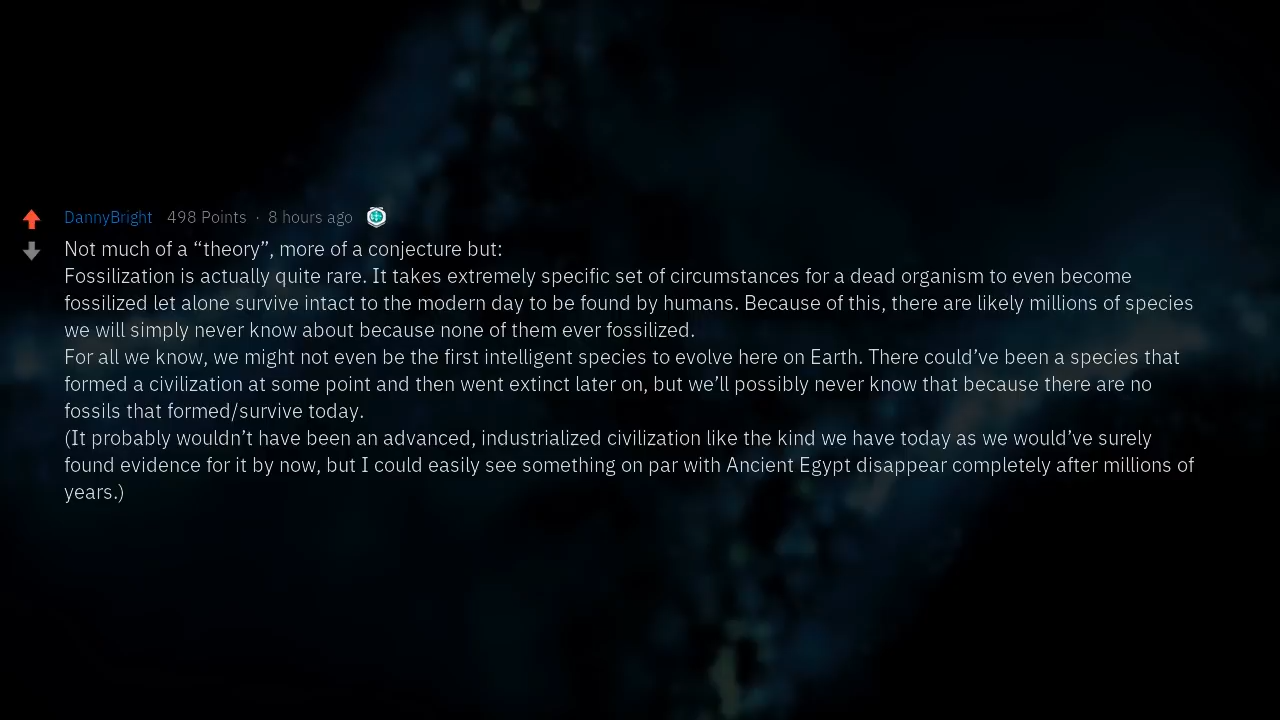 DannyBright 498 Points · 8 hours ago
Not much of a “theory”, more of a conjecture but:
Fossilization is actually quite rare. It takes extremely specific set of circumstances for a dead organism to even become
fossilized let alone survive intact to the modern day to be found by humans. Because of this, there are likely millions of species
we will simply never know about because none of them ever fossilized.
For all we know, we might not even be the first intelligent species to evolve here on Earth. There could’ve been a species that
formed a civilization at some point and then went extinct later on, but we’ll possibly never know that because there are no
fossils that formed/survive today.
(It probably wouldn’t have been an advanced, industrialized civilization like the kind we have today as we would’ve surely
found evidence for it by now, but I could easily see something on par with Ancient Egypt disappear completely after millions of
years.)